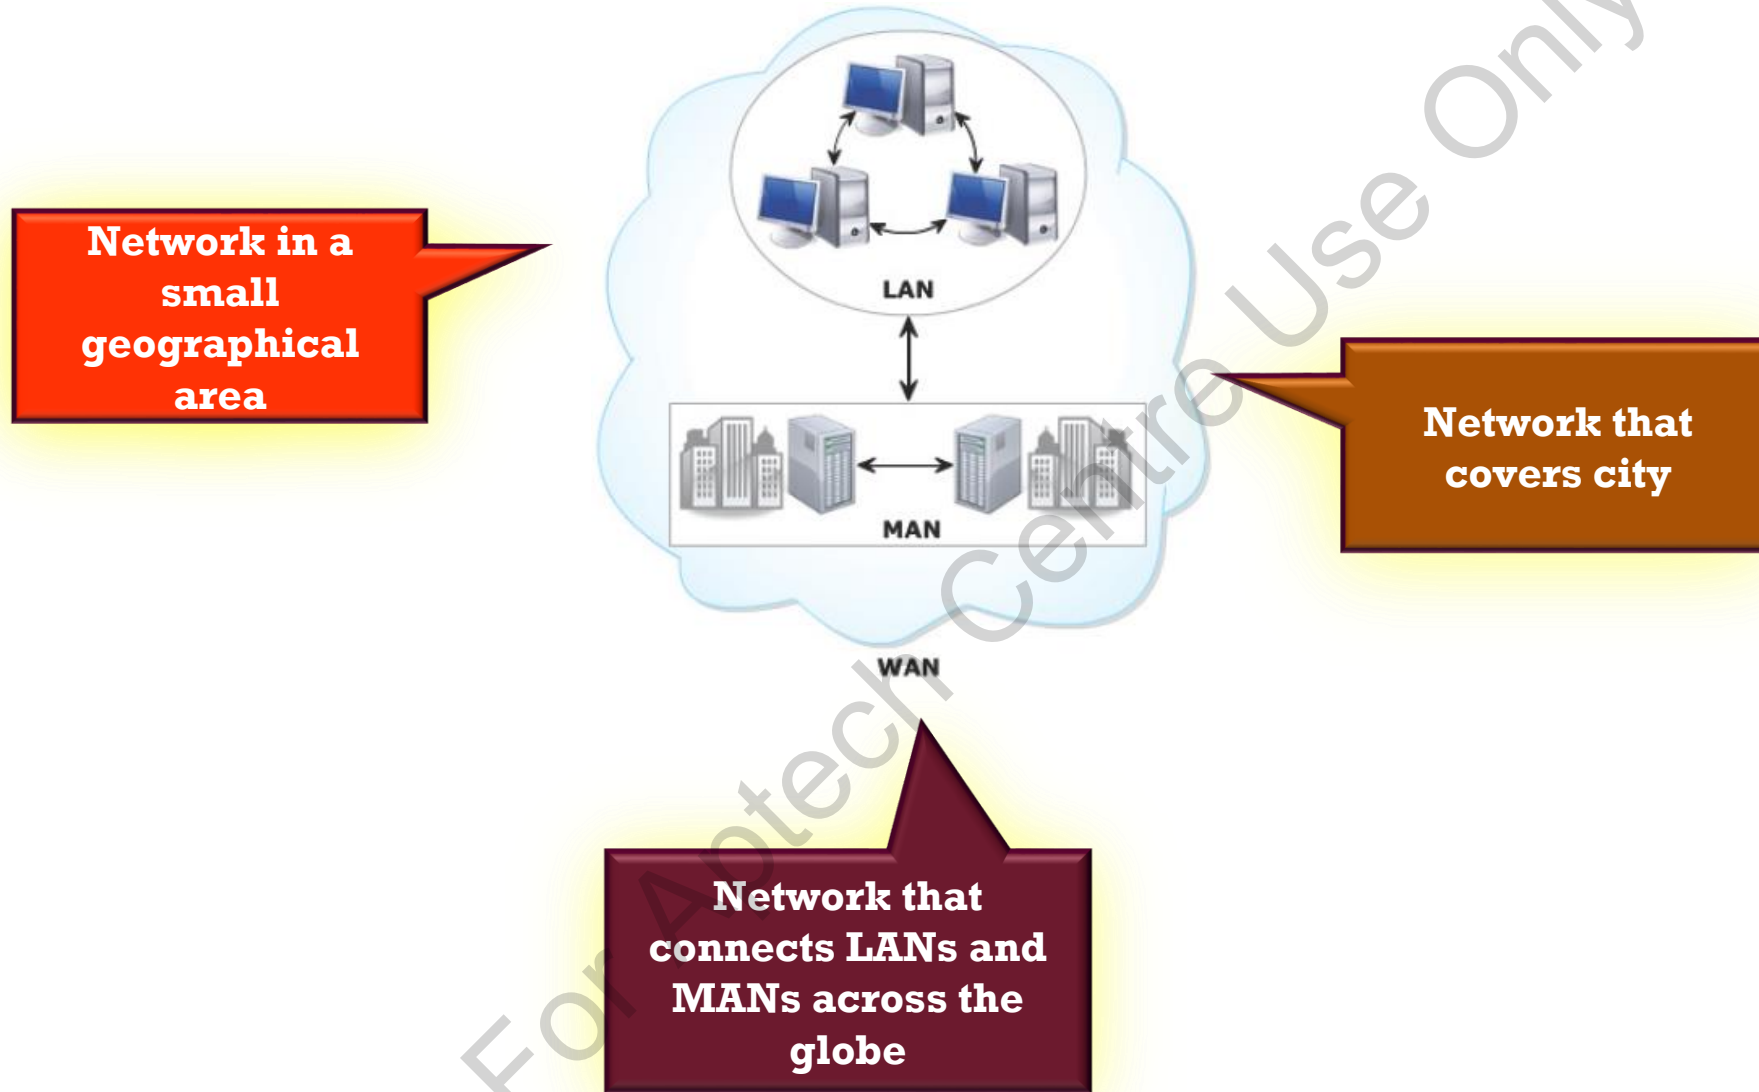 Network in a
small
geographical
area
LAN
MAN
WAN
Network that
covers city
Network that
connects LANs and
MANs across the
globe
For Aptech Centre Use Only